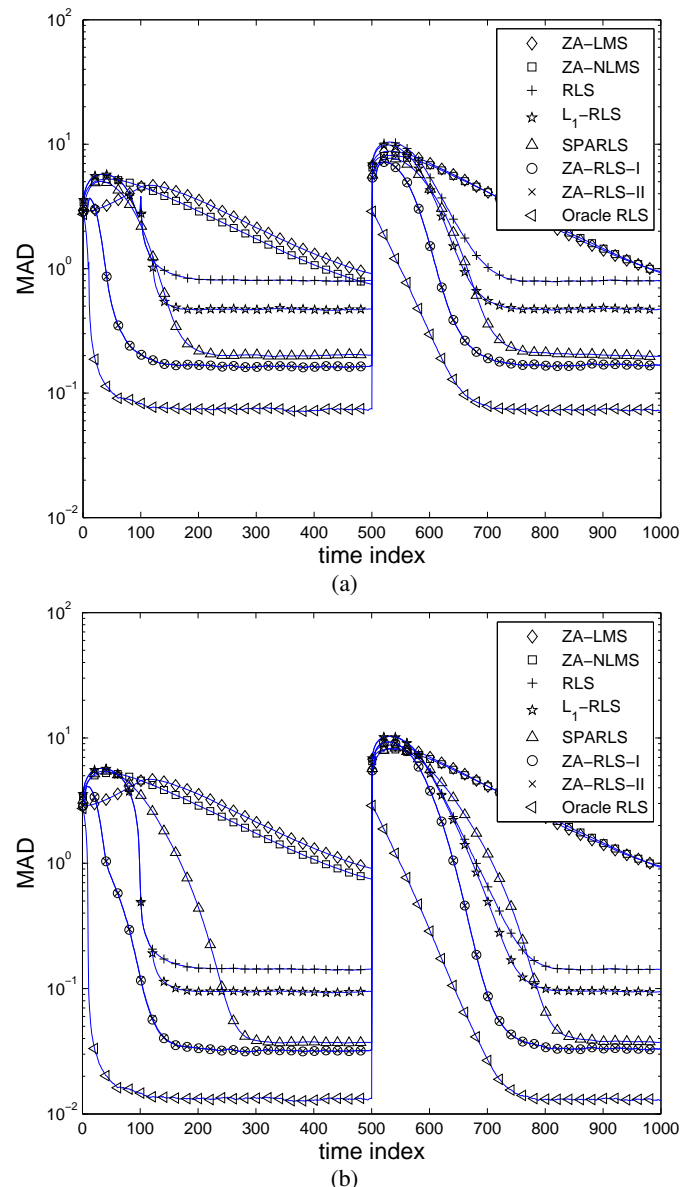 10^2
10^1
10^0
10^-1
10^-2
MAD
ZA-LMS
ZA-NLMS
RLS
L_1-RLS
SPARLS
ZA-RLS-I
ZA-RLS-II
Oracle RLS
0 100 200 300 400 500 600 700 800 900 1000
time index
(a)
10^2
10^1
10^0
10^-1
10^-2
MAD
ZA-LMS
ZA-NLMS
RLS
L_1-RLS
SPARLS
ZA-RLS-I
ZA-RLS-II
Oracle RLS
0 100 200 300 400 500 600 700 800 900 1000
time index
(b)